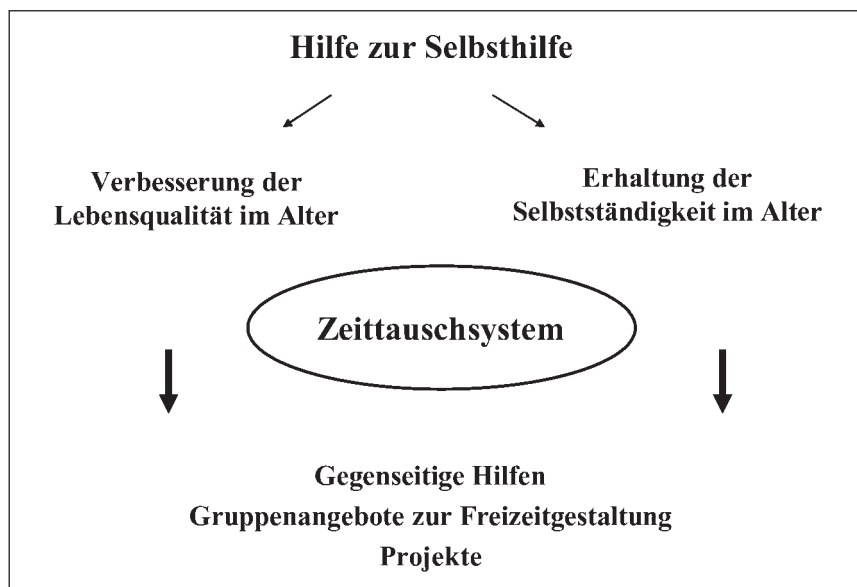 Hilfe zur Selbsthilfe
Verbesserung der
Lebensqualität im Alter
Erhaltung der
Selbstständigkeit im Alter
Zeittauschsystem
Gegenseitige Hilfen
Gruppenangebote zur Freizeitgestaltung
Projekte